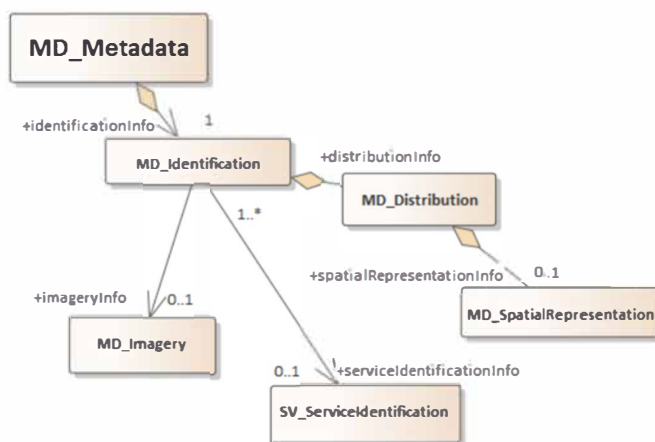 MD_Metadata
+identificationInfo
1
MD_Identification
+distributionInfo
MD_Distribution
1..*
+spatialRepresentationInfo
0..1
+imageryInfo
0..1
MD_SpatialRepresentation
MD_Imagery
0..1
+serviceIdentificationInfo
SV_ServiceIdentification